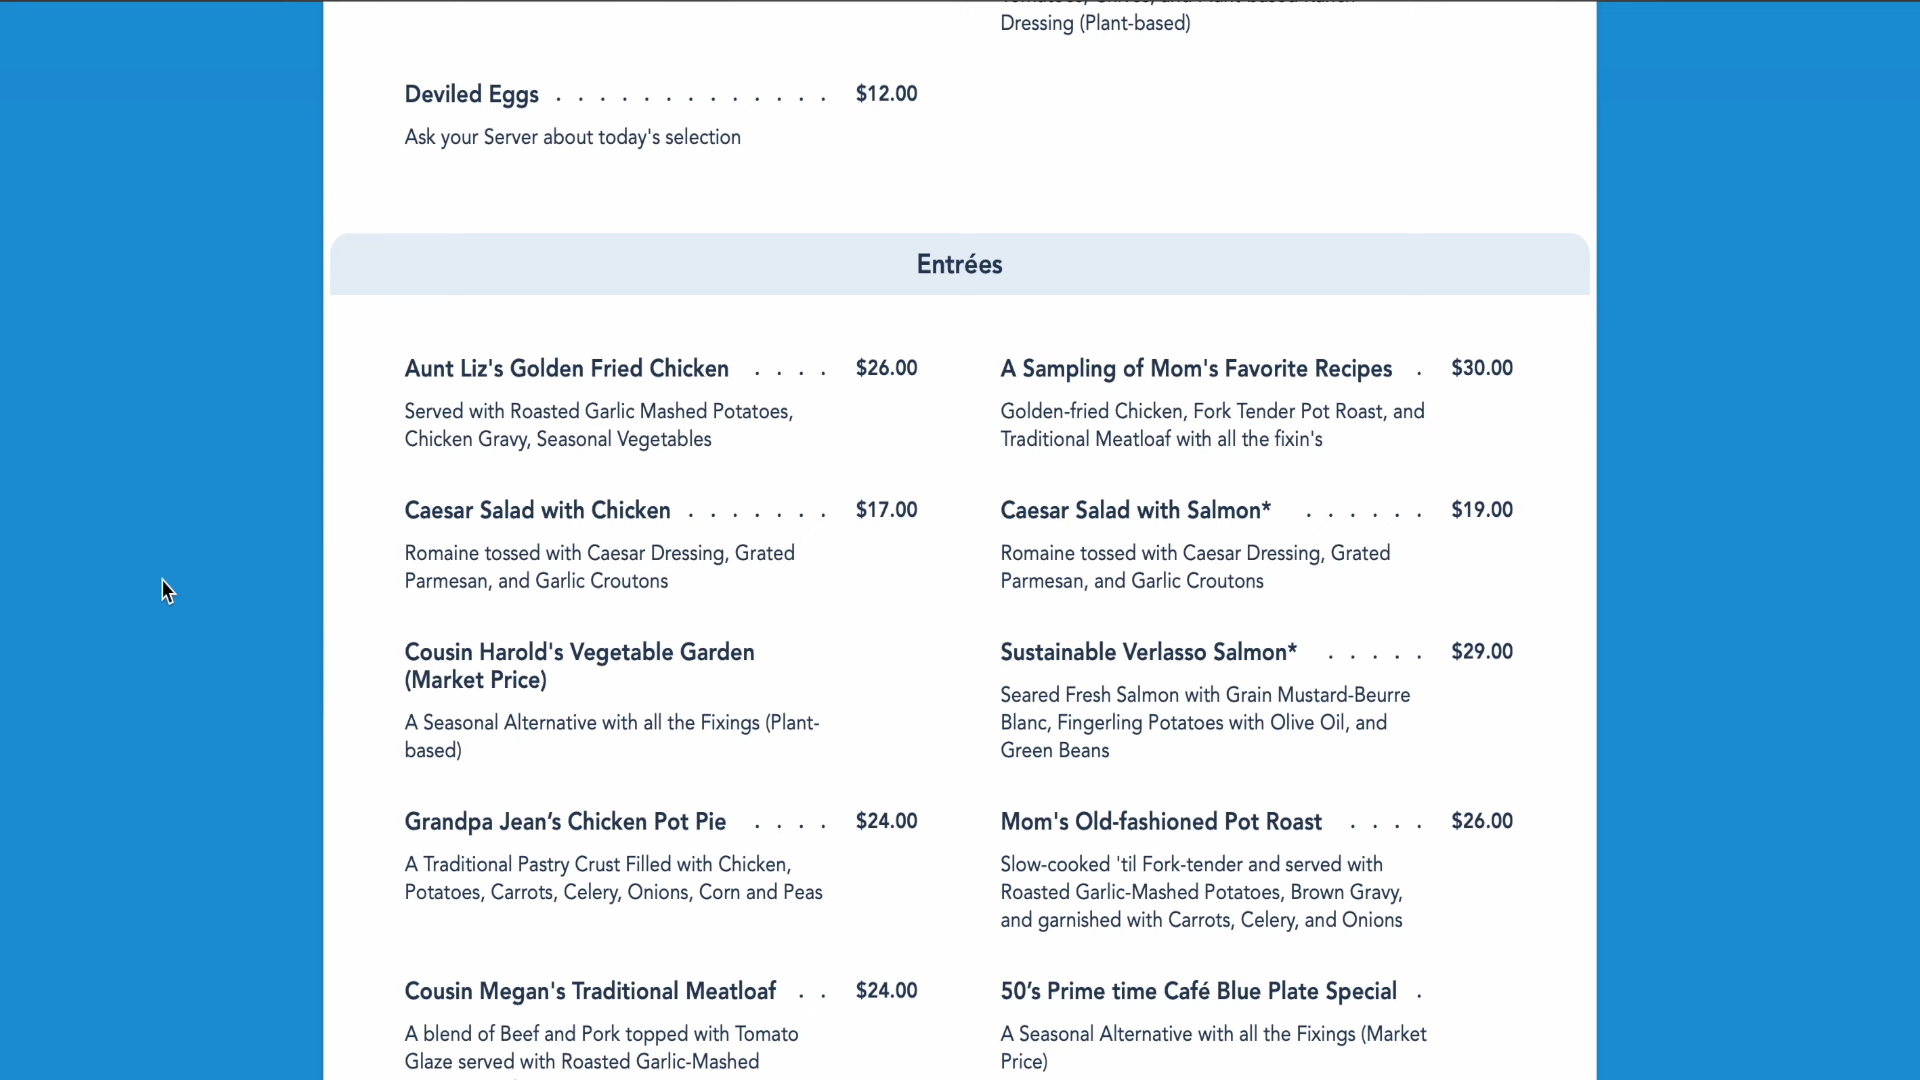 Dressing (Plant-based)
Deviled Eggs . . . . . . . . . . . . . $12.00
Ask your Server about today's selection
Entrées
Aunt Liz's Golden Fried Chicken . . . . $26.00
Served with Roasted Garlic Mashed Potatoes,
Chicken Gravy, Seasonal Vegetables
A Sampling of Mom's Favorite Recipes . $30.00
Golden-fried Chicken, Fork Tender Pot Roast, and
Traditional Meatloaf with all the fixin's
Caesar Salad with Chicken . . . . . . . $17.00
Romaine tossed with Caesar Dressing, Grated
Parmesan, and Garlic Croutons
Caesar Salad with Salmon* . . . . . . $19.00
Romaine tossed with Caesar Dressing, Grated
Parmesan, and Garlic Croutons
Cousin Harold's Vegetable Garden
(Market Price)
A Seasonal Alternative with all the Fixings (Plant-
based)
Sustainable Verlasso Salmon* . . . . . $29.00
Seared Fresh Salmon with Grain Mustard-Beurre
Blanc, Fingerling Potatoes with Olive Oil, and
Green Beans
Grandpa Jean’s Chicken Pot Pie . . . . $24.00
A Traditional Pastry Crust Filled with Chicken,
Potatoes, Carrots, Celery, Onions, Corn and Peas
Mom's Old-fashioned Pot Roast . . . . $26.00
Slow-cooked 'til Fork-tender and served with
Roasted Garlic-Mashed Potatoes, Brown Gravy,
and garnished with Carrots, Celery, and Onions
Cousin Megan's Traditional Meatloaf . . $24.00
A blend of Beef and Pork topped with Tomato
Glaze served with Roasted Garlic-Mashed
50’s Prime time Café Blue Plate Special .
A Seasonal Alternative with all the Fixings (Market
Price)